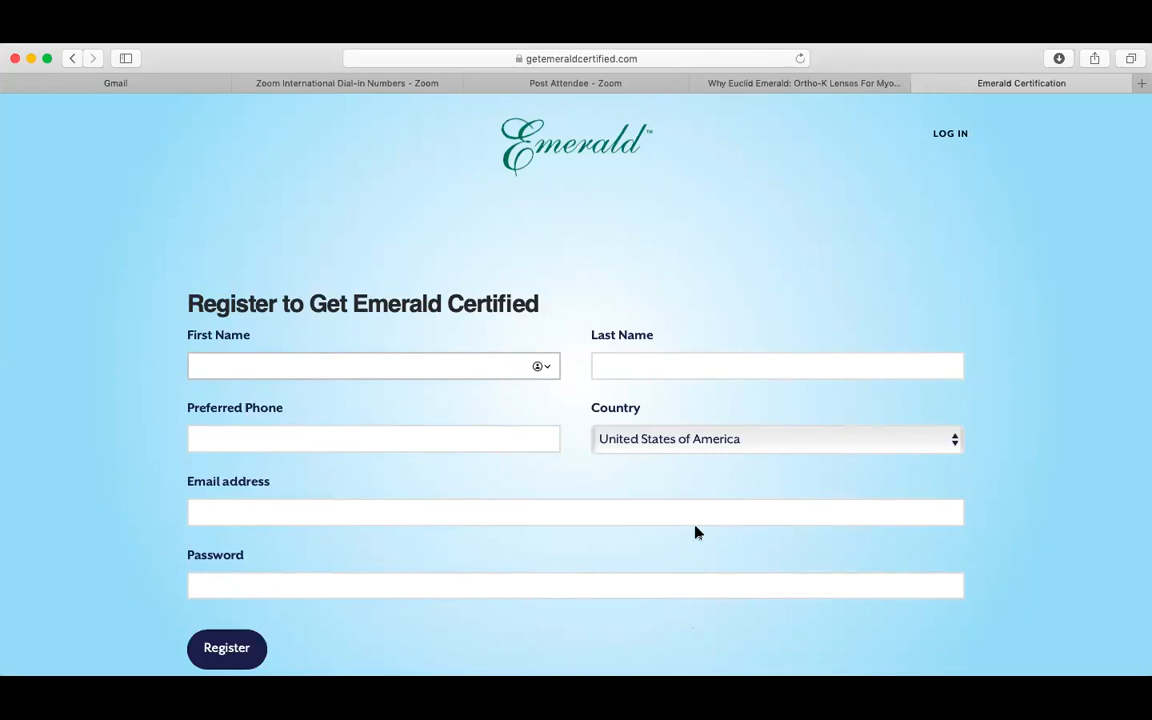 getemeraldcertified.com
Gmail
Zoom International Dial-in Numbers - Zoom
Post Attendee - Zoom
Why Euclid Emerald: Ortho-K Lenses For Myo...
Emerald Certification
Emerald™
LOG IN
Register to Get Emerald Certified
First Name
Last Name
Preferred Phone
Country
United States of America
Email address
Password
Register